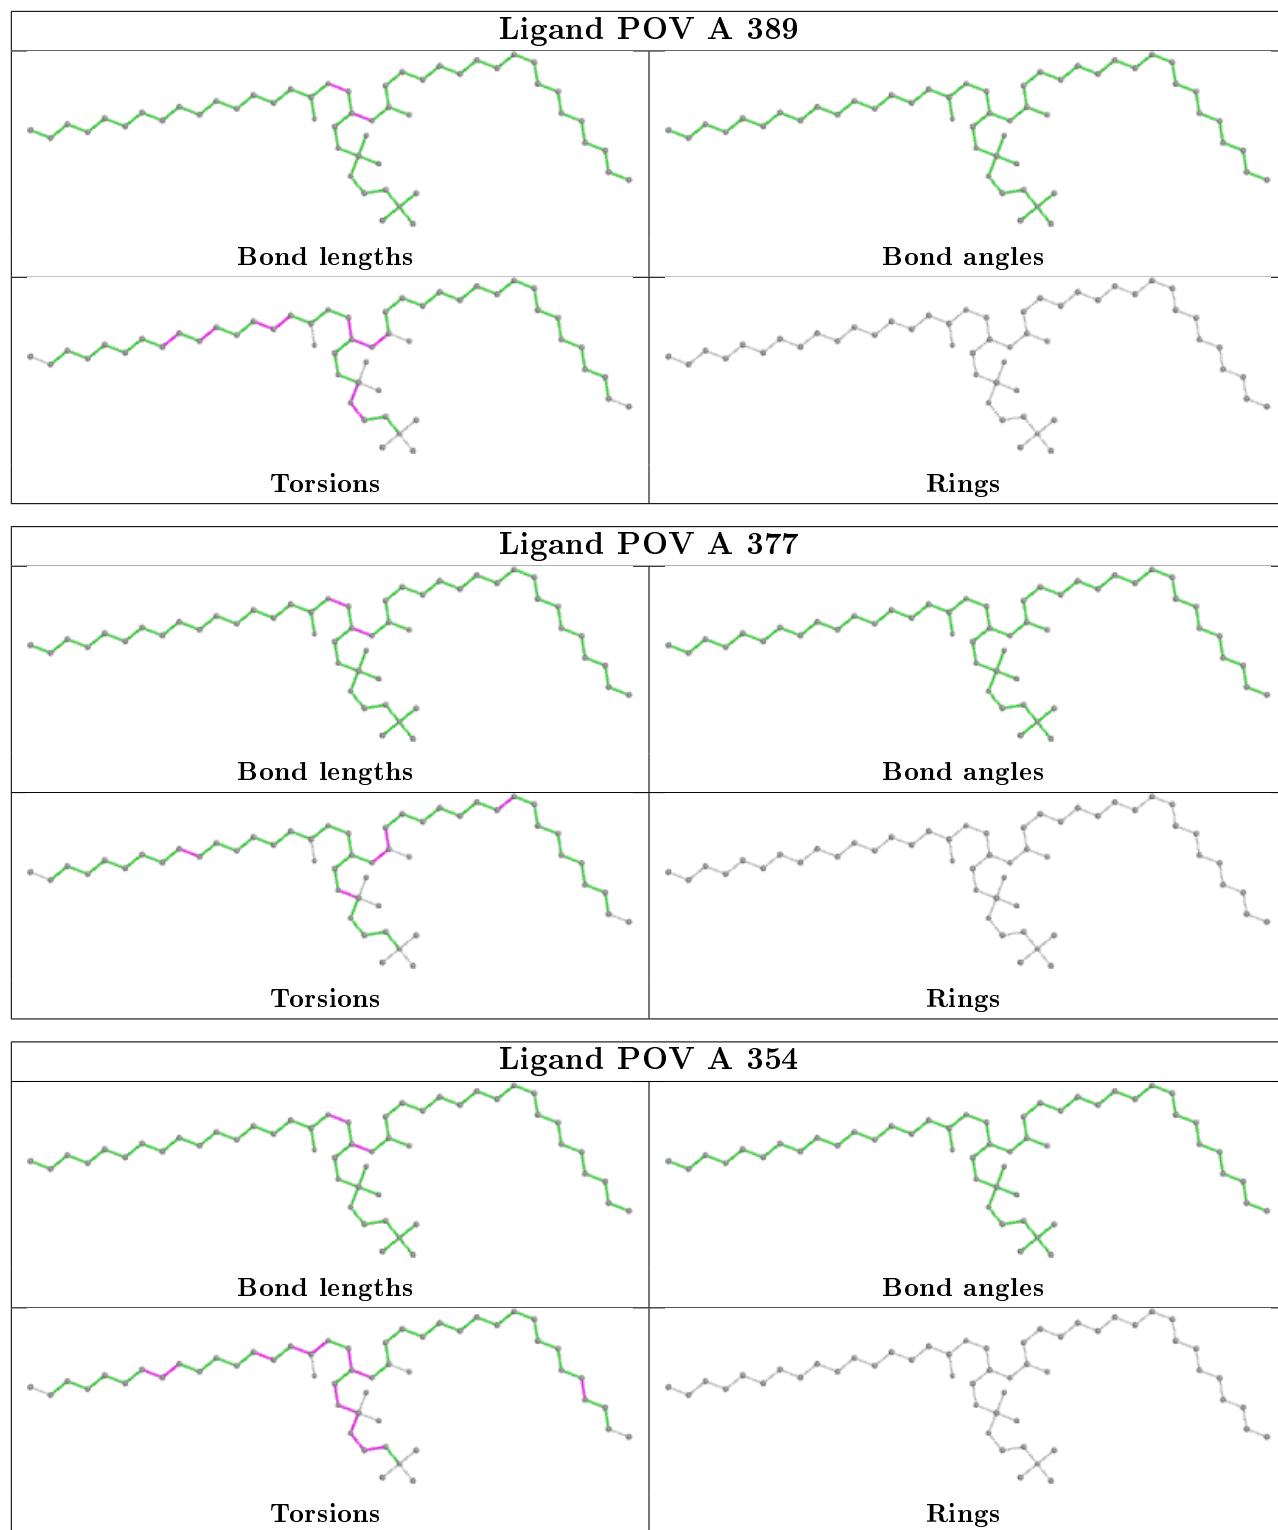 Ligand POV A 389
Bond lengths
Bond angles
Torsions
Rings
Ligand POV A 377
Bond lengths
Bond angles
Torsions
Rings
Ligand POV A 354
Bond lengths
Bond angles
Torsions
Rings